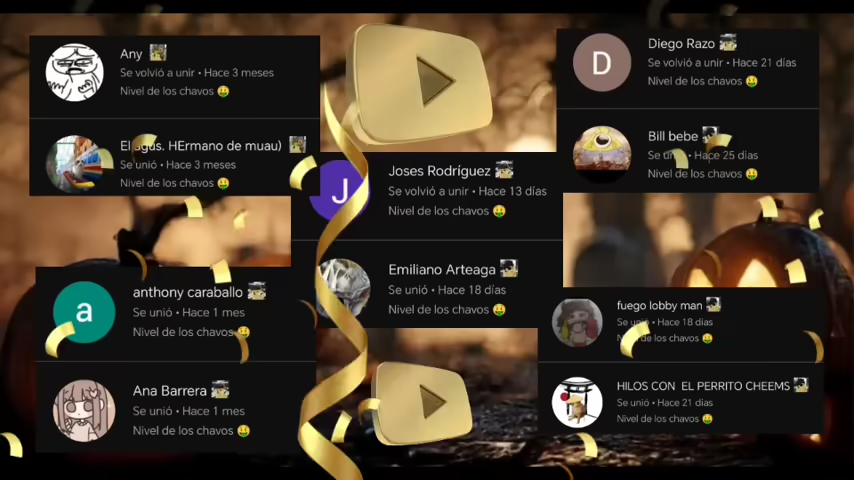 Any
Se volvió a unir • Hace 3 meses
Nivel de los chavos 🤑
El agus. HErmano de muau)
Se unió • Hace 3 meses
Nivel de los chavos 🤑
Diego Razo
Se volvió a unir • Hace 21 días
Nivel de los chavos 🤑
D
Bill bebe
Se unió • Hace 25 días
Nivel de los chavos 🤑
J
Joses Rodríguez
Se volvió a unir • Hace 13 días
Nivel de los chavos 🤑
Emiliano Arteaga
Se unió • Hace 18 días
Nivel de los chavos 🤑
a
anthony caraballo
Se unió • Hace 1 mes
Nivel de los chavos 🤑
Ana Barrera
Se unió • Hace 1 mes
Nivel de los chavos 🤑
fuego lobby man
Se unió • Hace 18 días
Nivel de los chavos 🤑
HILOS CON EL PERRITO CHEEMS
Se unió • Hace 21 días
Nivel de los chavos 🤑